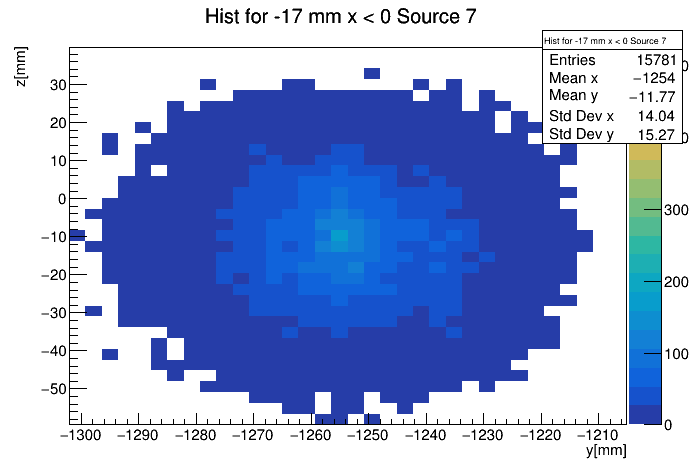 Hist for -17 mm x < 0 Source 7
Hist for -17 mm x < 0 Source 7
Entries 15781
Mean x −1254
Mean y −11.77
Std Dev x 14.04
Std Dev y 15.27
z[mm]
30
20
10
0
−10
−20
−30
−40
−50
−1300 −1290 −1280 −1270 −1260 −1250 −1240 −1230 −1220 −1210
y[mm]
0
0
300
200
100
0